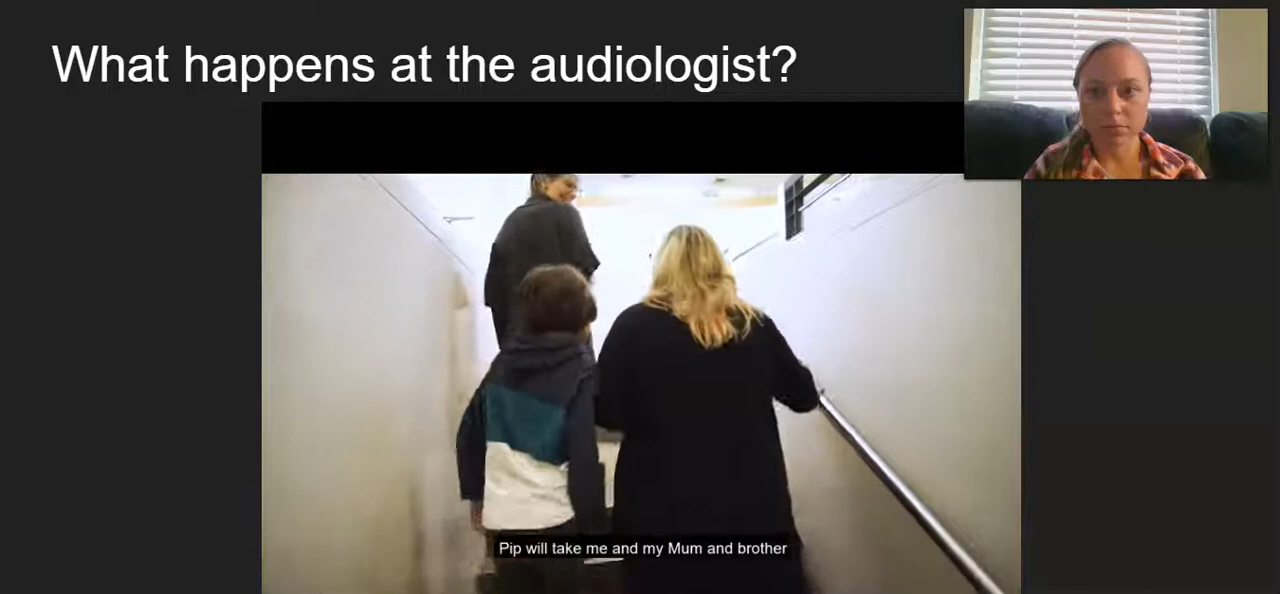 What happens at the audiologist?
Pip will take me and my Mum and brother